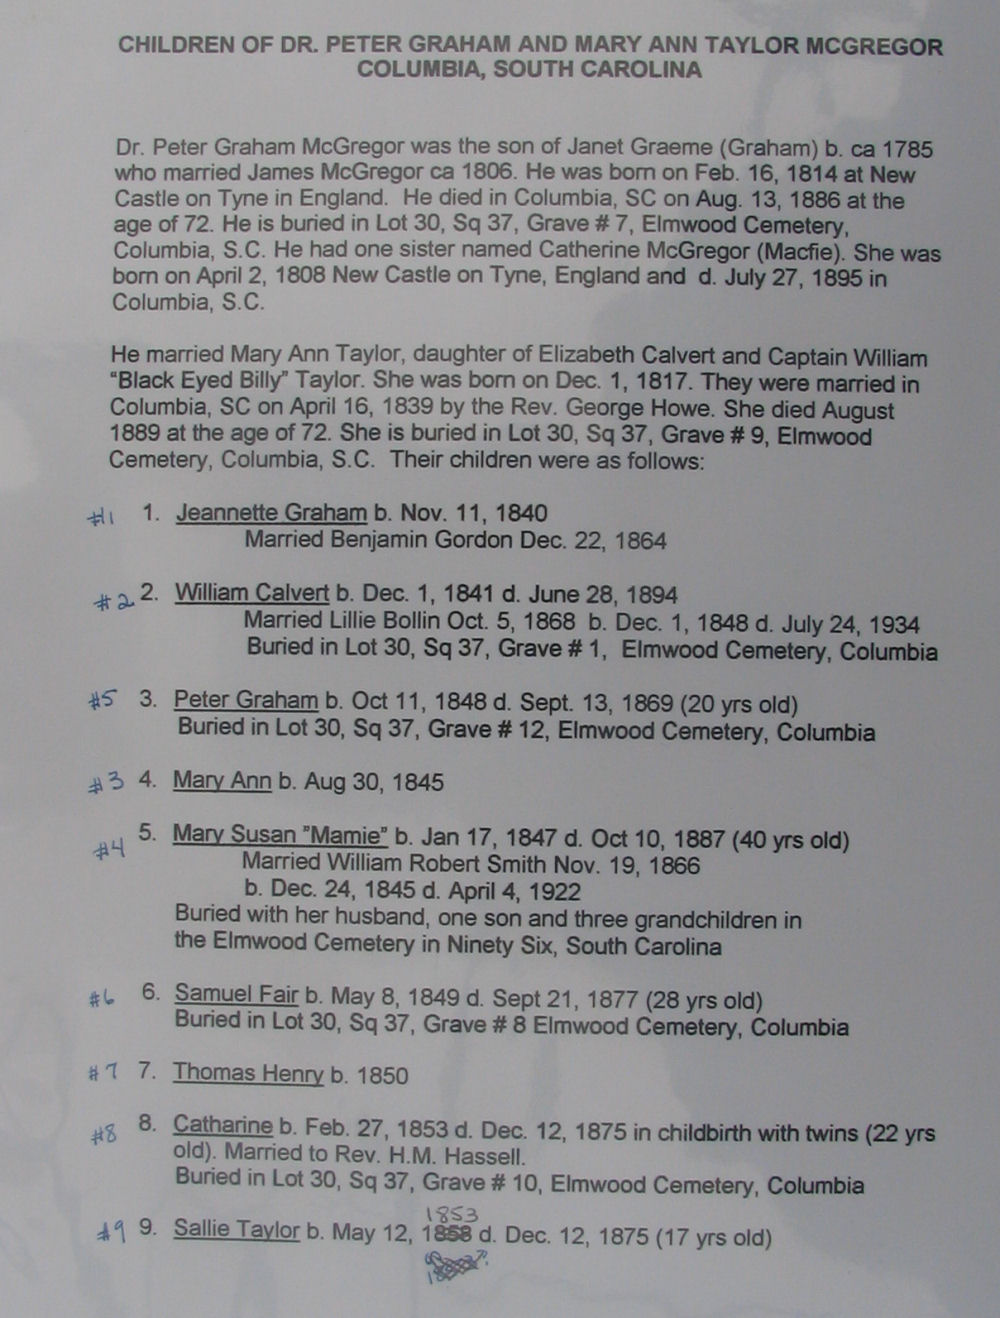 CHILDREN OF DR. PETER GRAHAM AND MARY ANN TAYLOR MCGREGOR
COLUMBIA, SOUTH CAROLINA
Dr. Peter Graham McGregor was the son of Janet Graeme (Graham) b. ca 1785
who married James McGregor ca 1806. He was born on Feb. 16, 1814 at New
Castle on Tyne in England. He died in Columbia, SC on Aug. 13, 1886 at the
age of 72. He is buried in Lot 30, Sq 37, Grave # 7, Elmwood Cemetery,
Columbia, S.C. He had one sister named Catherine McGregor (Macfie). She was
born on April 2, 1808 New Castle on Tyne, England and d. July 27, 1895 in
Columbia, S.C.
He married Mary Ann Taylor, daughter of Elizabeth Calvert and Captain William
"Black Eyed Billy" Taylor. She was born on Dec. 1, 1817. They were married in
Columbia, SC on April 16, 1839 by the Rev. George Howe. She died August
1889 at the age of 72. She is buried in Lot 30, Sq 37, Grave # 9, Elmwood
Cemetery, Columbia, S.C. Their children were as follows:
#1 1. Jeannette Graham b. Nov. 11, 1840
Married Benjamin Gordon Dec. 22, 1864
#2 2. William Calvert b. Dec. 1, 1841 d. June 28, 1894
Married Lillie Bollin Oct. 5, 1868 b. Dec. 1, 1848 d. July 24, 1934
Buried in Lot 30, Sq 37, Grave # 1, Elmwood Cemetery, Columbia
#5 3. Peter Graham b. Oct 11, 1848 d. Sept. 13, 1869 (20 yrs old)
Buried in Lot 30, Sq 37, Grave # 12, Elmwood Cemetery, Columbia
#3 4. Mary Ann b. Aug 30, 1845
#4 5. Mary Susan "Mamie" b. Jan 17, 1847 d. Oct 10, 1887 (40 yrs old)
Married William Robert Smith Nov. 19, 1866
b. Dec. 24, 1845 d. April 4, 1922
Buried with her husband, one son and three grandchildren in
the Elmwood Cemetery in Ninety Six, South Carolina
#6 6. Samuel Fair b. May 8, 1849 d. Sept 21, 1877 (28 yrs old)
Buried in Lot 30, Sq 37, Grave # 8 Elmwood Cemetery, Columbia
#7 7. Thomas Henry b. 1850
#8 8. Catharine b. Feb. 27, 1853 d. Dec. 12, 1875 in childbirth with twins (22 yrs
old). Married to Rev. H.M. Hassell.
Buried in Lot 30, Sq 37, Grave # 10, Elmwood Cemetery, Columbia
1853
#9 9. Sallie Taylor b. May 12, 1858 d. Dec. 12, 1875 (17 yrs old)